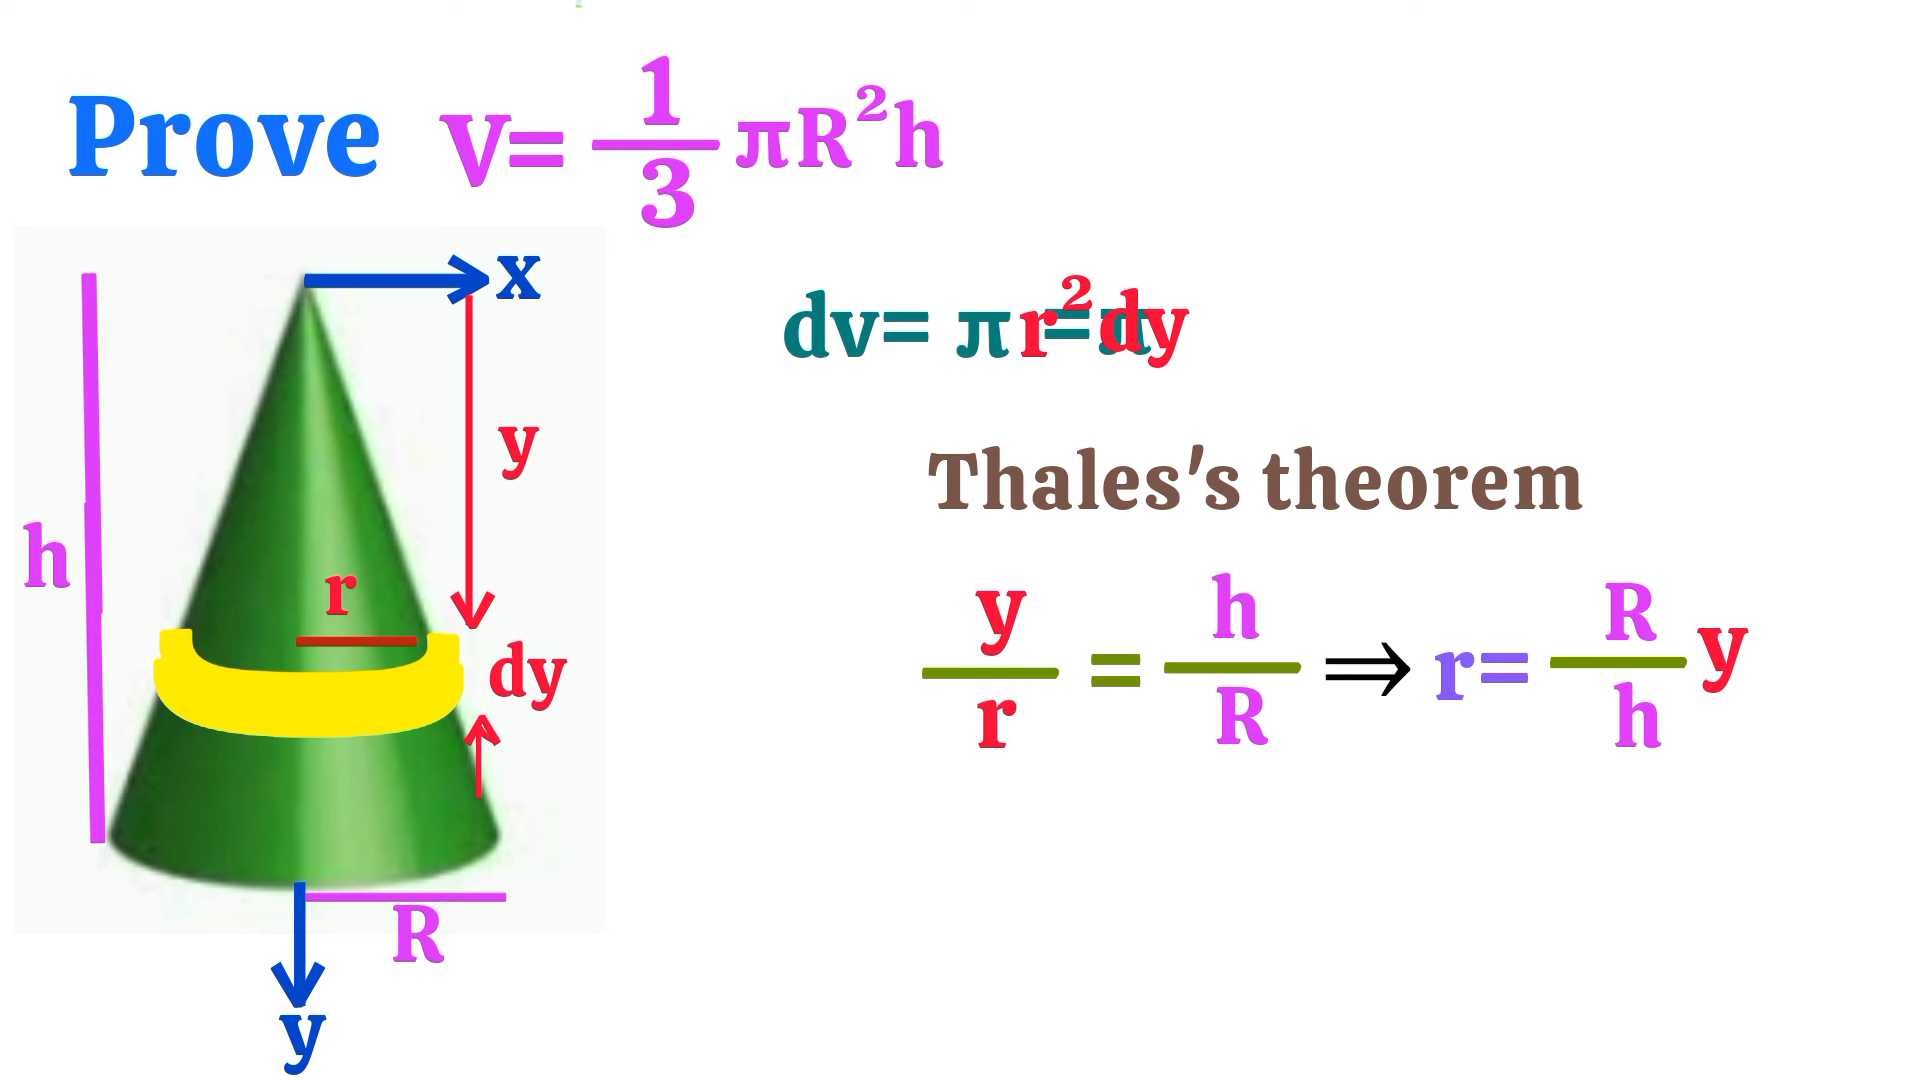 Prove V= 1/3 πR²h
x
dv= πr²dy
y
Thales's theorem
h
r
y/r = h/R ⇒ r= R/h y
dy
R
y